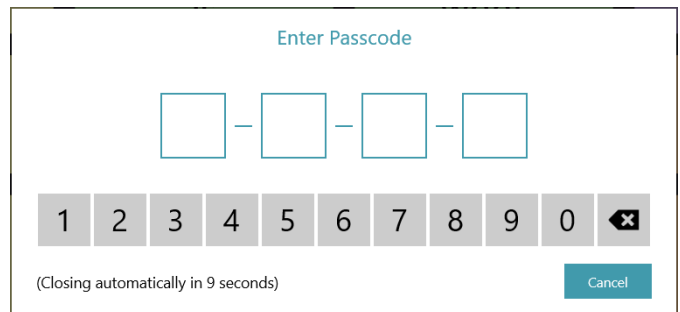 Enter Passcode
1 2 3 4 5 6 7 8 9 0
(Closing automatically in 9 seconds)
Cancel